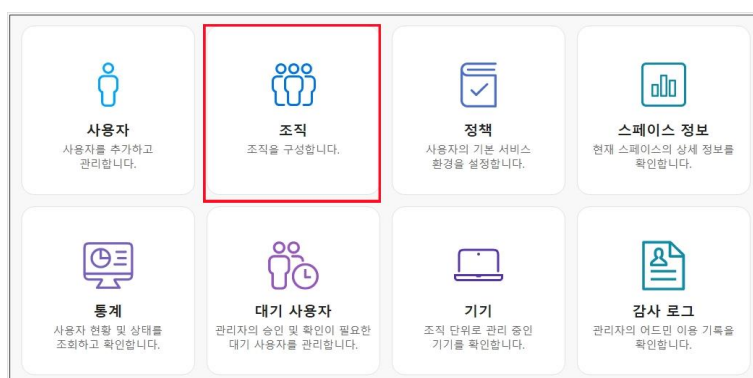 사용자
사용자를 추가하고
관리합니다.
조직
조직을 구성합니다.
정책
사용자의 기본 서비스
환경을 설정합니다.
스페이스 정보
현재 스페이스의 상세 정보를
확인합니다.
통계
사용자 현황 및 상태를
조회하고 확인합니다.
대기 사용자
관리자의 승인 및 확인이 필요한
대기 사용자를 관리합니다.
기기
조직 단위로 관리 중인
기기를 확인합니다.
감사 로그
관리자의 어드민 이용 기록을
확인합니다.